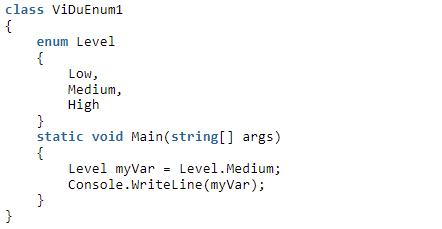 class ViDuEnum1
{
    enum Level
    {
        Low,
        Medium,
        High
    }
    static void Main(string[] args)
    {
        Level myVar = Level.Medium;
        Console.WriteLine(myVar);
    }
}